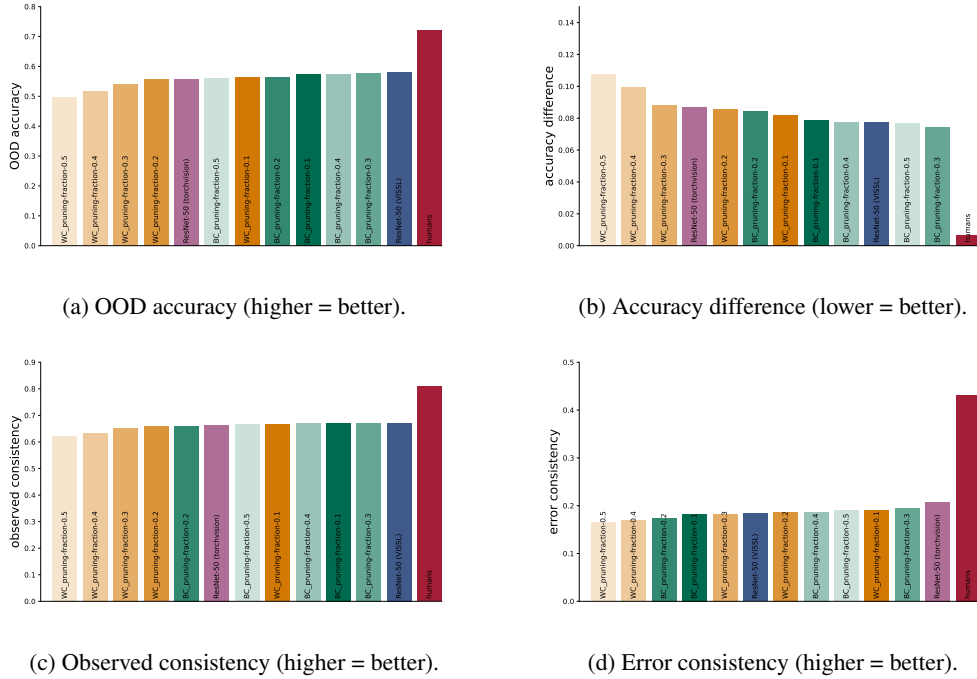 0.8
0.7
0.6
0.5
0.4
0.3
0.2
0.1
0.0
OOD accuracy
WC_pruning-fraction-0.5
WC_pruning-fraction-0.4
WC_pruning-fraction-0.3
WC_pruning-fraction-0.2
ResNet-50 (torchvision)
BC_pruning-fraction-0.5
WC_pruning-fraction-0.1
BC_pruning-fraction-0.2
BC_pruning-fraction-0.1
BC_pruning-fraction-0.4
BC_pruning-fraction-0.3
ResNet-50 (VISSL)
humans
(a) OOD accuracy (higher = better).
0.14
0.12
0.10
0.08
0.06
0.04
0.02
0.00
accuracy difference
WC_pruning-fraction-0.5
WC_pruning-fraction-0.4
WC_pruning-fraction-0.3
ResNet-50 (torchvision)
WC_pruning-fraction-0.2
BC_pruning-fraction-0.2
WC_pruning-fraction-0.1
BC_pruning-fraction-0.1
BC_pruning-fraction-0.4
ResNet-50 (VISSL)
BC_pruning-fraction-0.5
BC_pruning-fraction-0.3
humans
(b) Accuracy difference (lower = better).
0.9
0.8
0.7
0.6
0.5
0.4
0.3
0.2
0.1
0.0
observed consistency
WC_pruning-fraction-0.5
WC_pruning-fraction-0.4
WC_pruning-fraction-0.3
WC_pruning-fraction-0.2
BC_pruning-fraction-0.2
ResNet-50 (torchvision)
BC_pruning-fraction-0.5
WC_pruning-fraction-0.1
BC_pruning-fraction-0.4
BC_pruning-fraction-0.1
BC_pruning-fraction-0.3
ResNet-50 (VISSL)
humans
(c) Observed consistency (higher = better).
0.5
0.4
0.3
0.2
0.1
0.0
error consistency
WC_pruning-fraction-0.5
WC_pruning-fraction-0.4
BC_pruning-fraction-0.2
BC_pruning-fraction-0.1
WC_pruning-fraction-0.3
ResNet-50 (VISSL)
WC_pruning-fraction-0.2
BC_pruning-fraction-0.4
BC_pruning-fraction-0.5
WC_pruning-fraction-0.1
BC_pruning-fraction-0.3
ResNet-50 (torchvision)
humans
(d) Error consistency (higher = better).